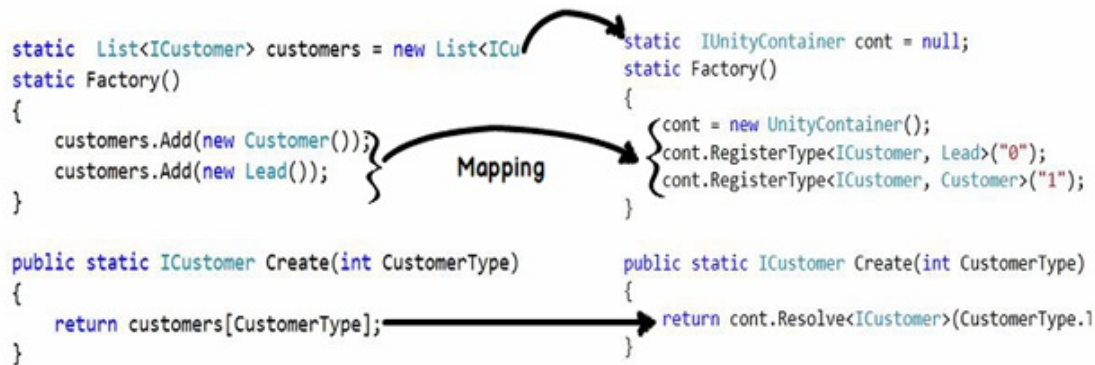 static List<ICustomer> customers = new List<ICu
static Factory()
{
customers.Add(new Customer());
customers.Add(new Lead());
}
public static ICustomer Create(int CustomerType)
{
return customers[CustomerType];
}
Mapping
static IUnityContainer cont = null;
static Factory()
{
cont = new UnityContainer();
cont.RegisterType<ICustomer, Lead>("0");
cont.RegisterType<ICustomer, Customer>("1");
}
public static ICustomer Create(int CustomerType)
{
return cont.Resolve<ICustomer>(CustomerType.
}